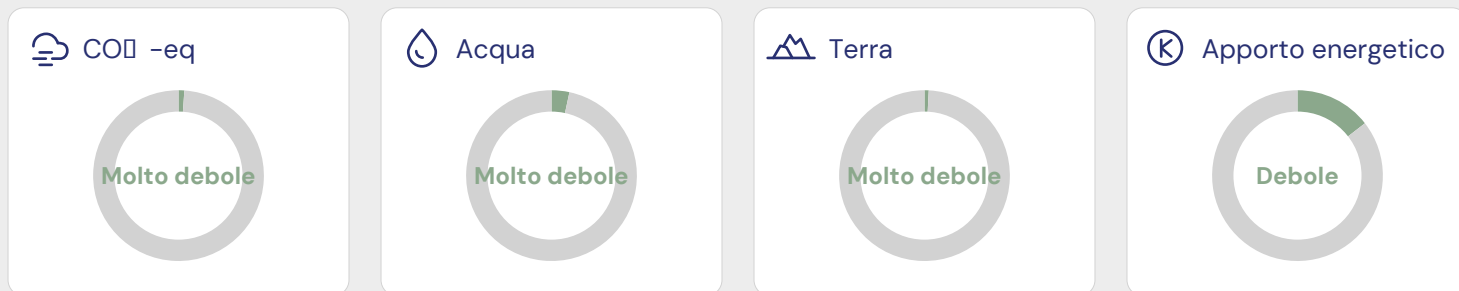 CO▯ -eq
Molto debole
Acqua
Molto debole
Terra
Molto debole
Apporto energetico
Debole